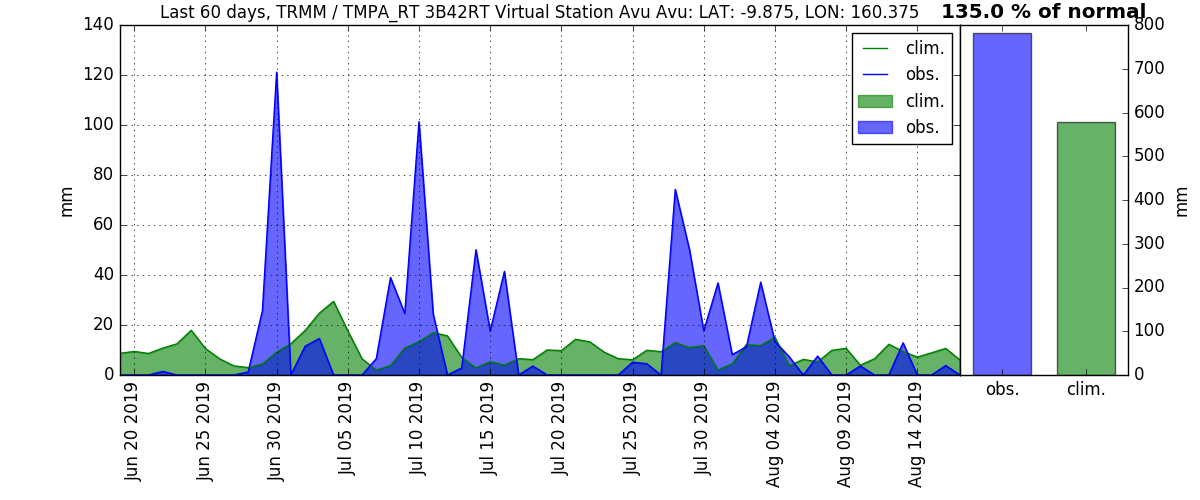 Last 60 days, TRMM / TMPA_RT 3B42RT Virtual Station Avu Avu: LAT: -9.875, LON: 160.375
135.0 % of normal
140
120
100
80
60
40
20
0
mm
clim.
obs.
clim.
obs.
Jun 20 2019
Jun 25 2019
Jun 30 2019
Jul 05 2019
Jul 10 2019
Jul 15 2019
Jul 20 2019
Jul 25 2019
Jul 30 2019
Aug 04 2019
Aug 09 2019
Aug 14 2019
800
700
600
500
400
300
200
100
0
mm
obs.
clim.